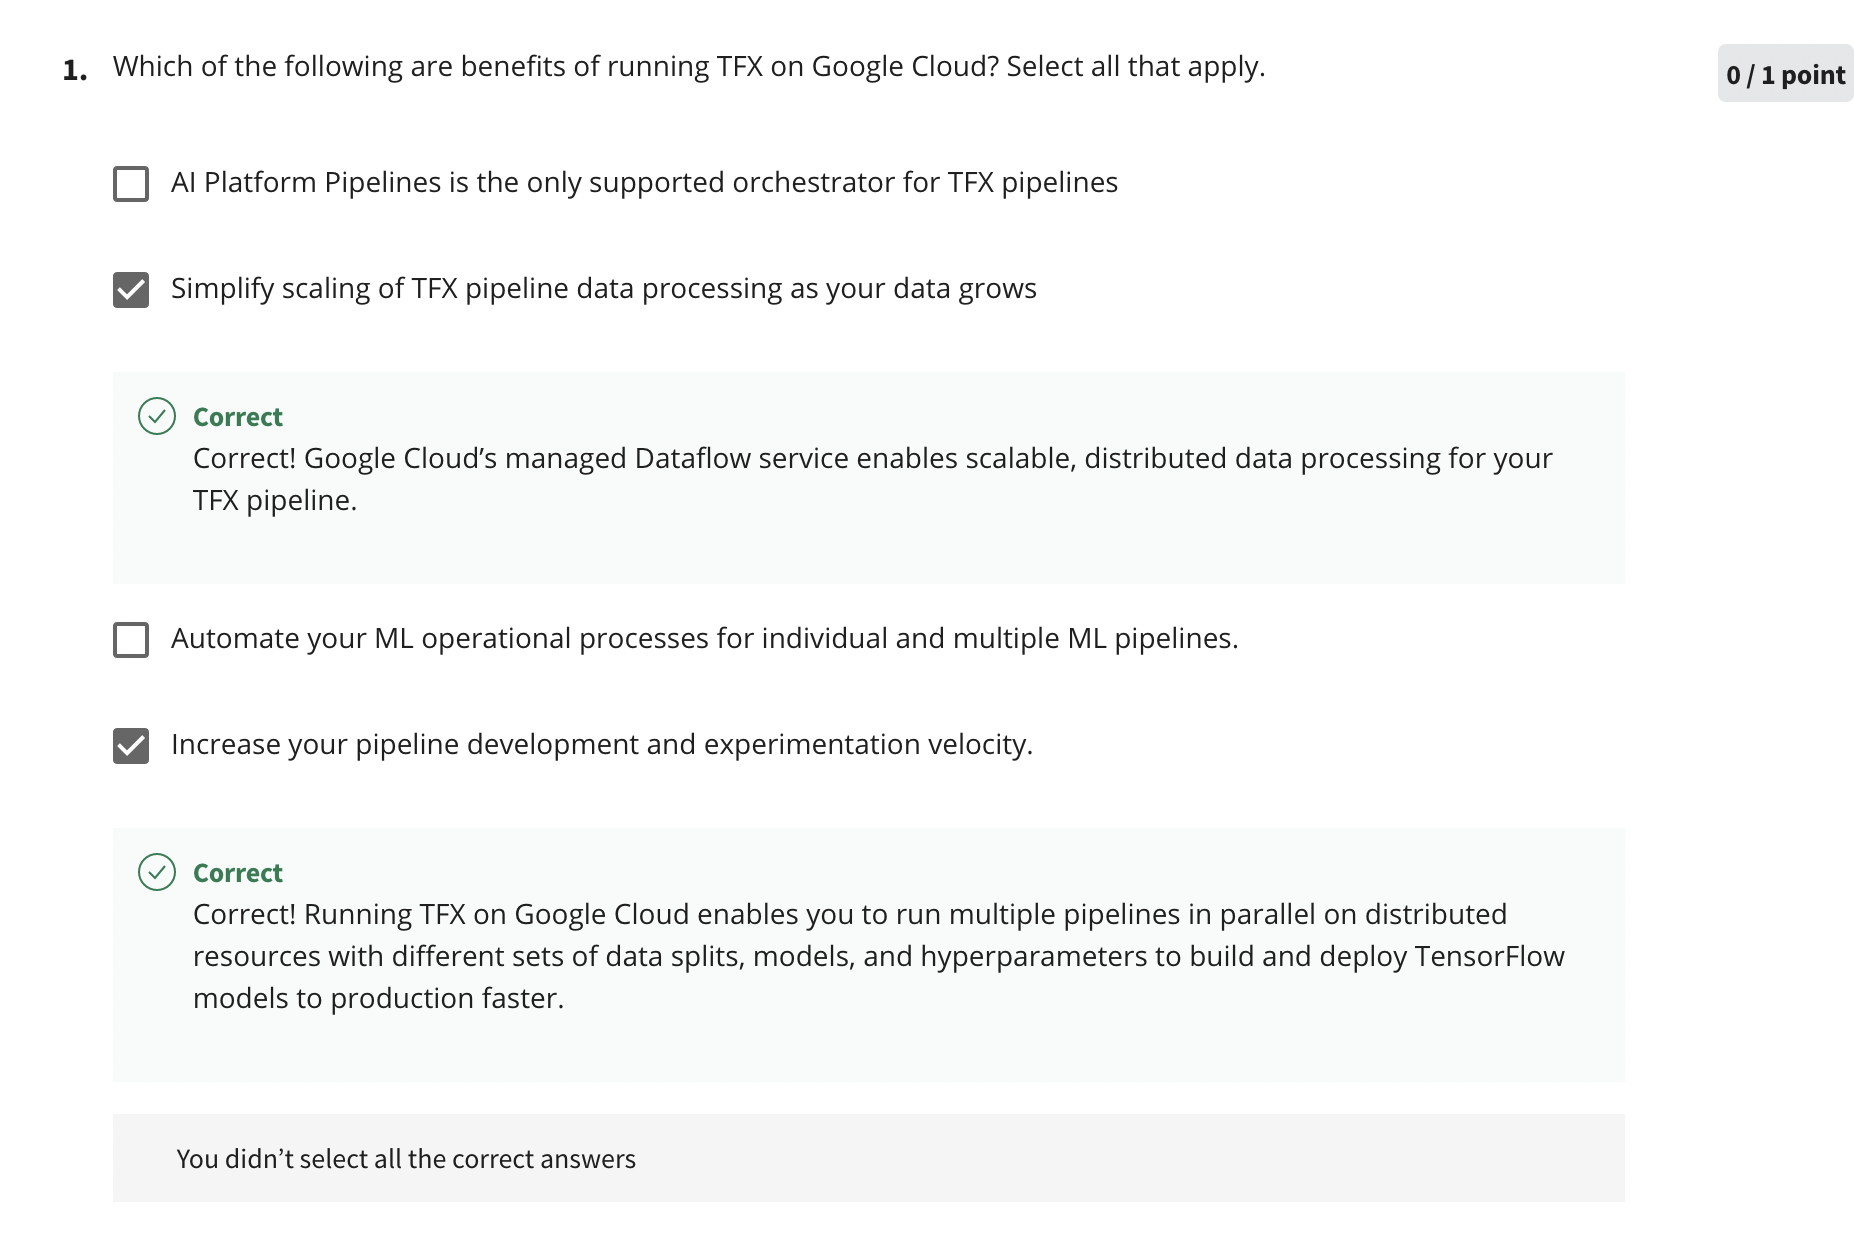 1. Which of the following are benefits of running TFX on Google Cloud? Select all that apply.
0 / 1 point
AI Platform Pipelines is the only supported orchestrator for TFX pipelines
Simplify scaling of TFX pipeline data processing as your data grows
Correct
Correct! Google Cloud’s managed Dataflow service enables scalable, distributed data processing for your
TFX pipeline.
Automate your ML operational processes for individual and multiple ML pipelines.
Increase your pipeline development and experimentation velocity.
Correct
Correct! Running TFX on Google Cloud enables you to run multiple pipelines in parallel on distributed
resources with different sets of data splits, models, and hyperparameters to build and deploy TensorFlow
models to production faster.
You didn’t select all the correct answers